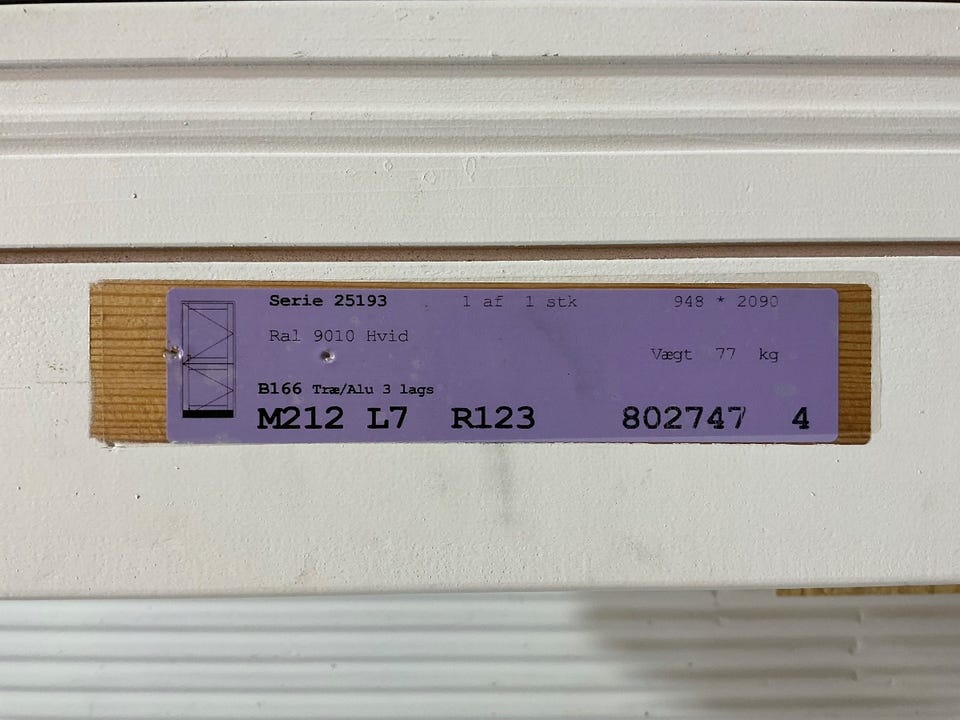 Serie 25193 1 af 1 stk 948 * 2090
Ral 9010 Hvid
Vægt 77 kg
B166 Træ/Alu 3 lags
M212 L7 R123 802747 4